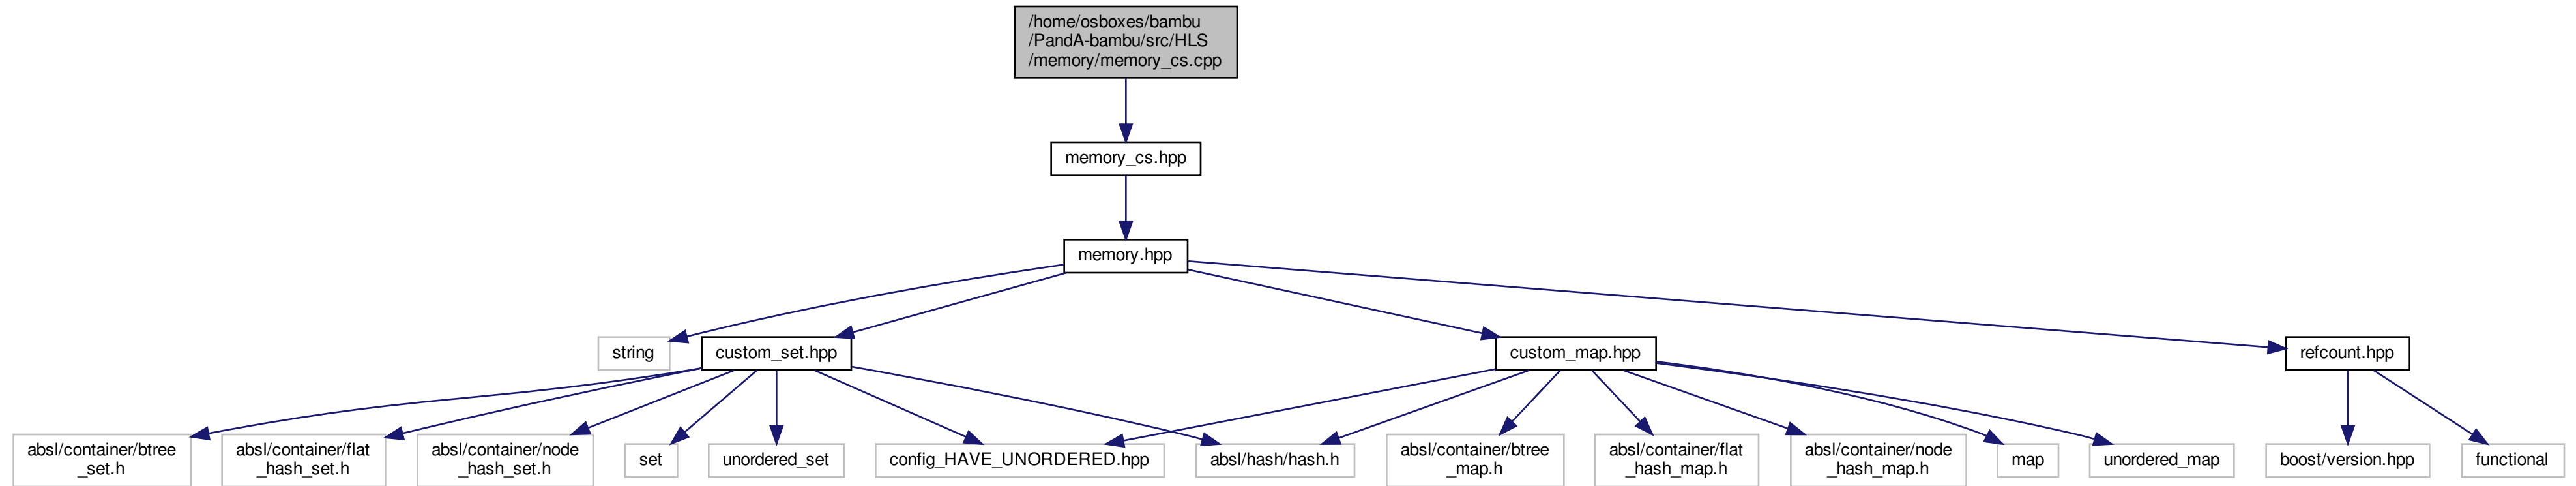 /home/osboxes/bambu
/PandA-bambu/src/HLS
/memory/memory_cs.cpp
memory_cs.hpp
memory.hpp
string
custom_set.hpp
custom_map.hpp
refcount.hpp
absl/container/btree
_set.h
absl/container/flat
_hash_set.h
absl/container/node
_hash_set.h
set
unordered_set
config_HAVE_UNORDERED.hpp
absl/hash/hash.h
absl/container/btree
_map.h
absl/container/flat
_hash_map.h
absl/container/node
_hash_map.h
map
unordered_map
boost/version.hpp
functional